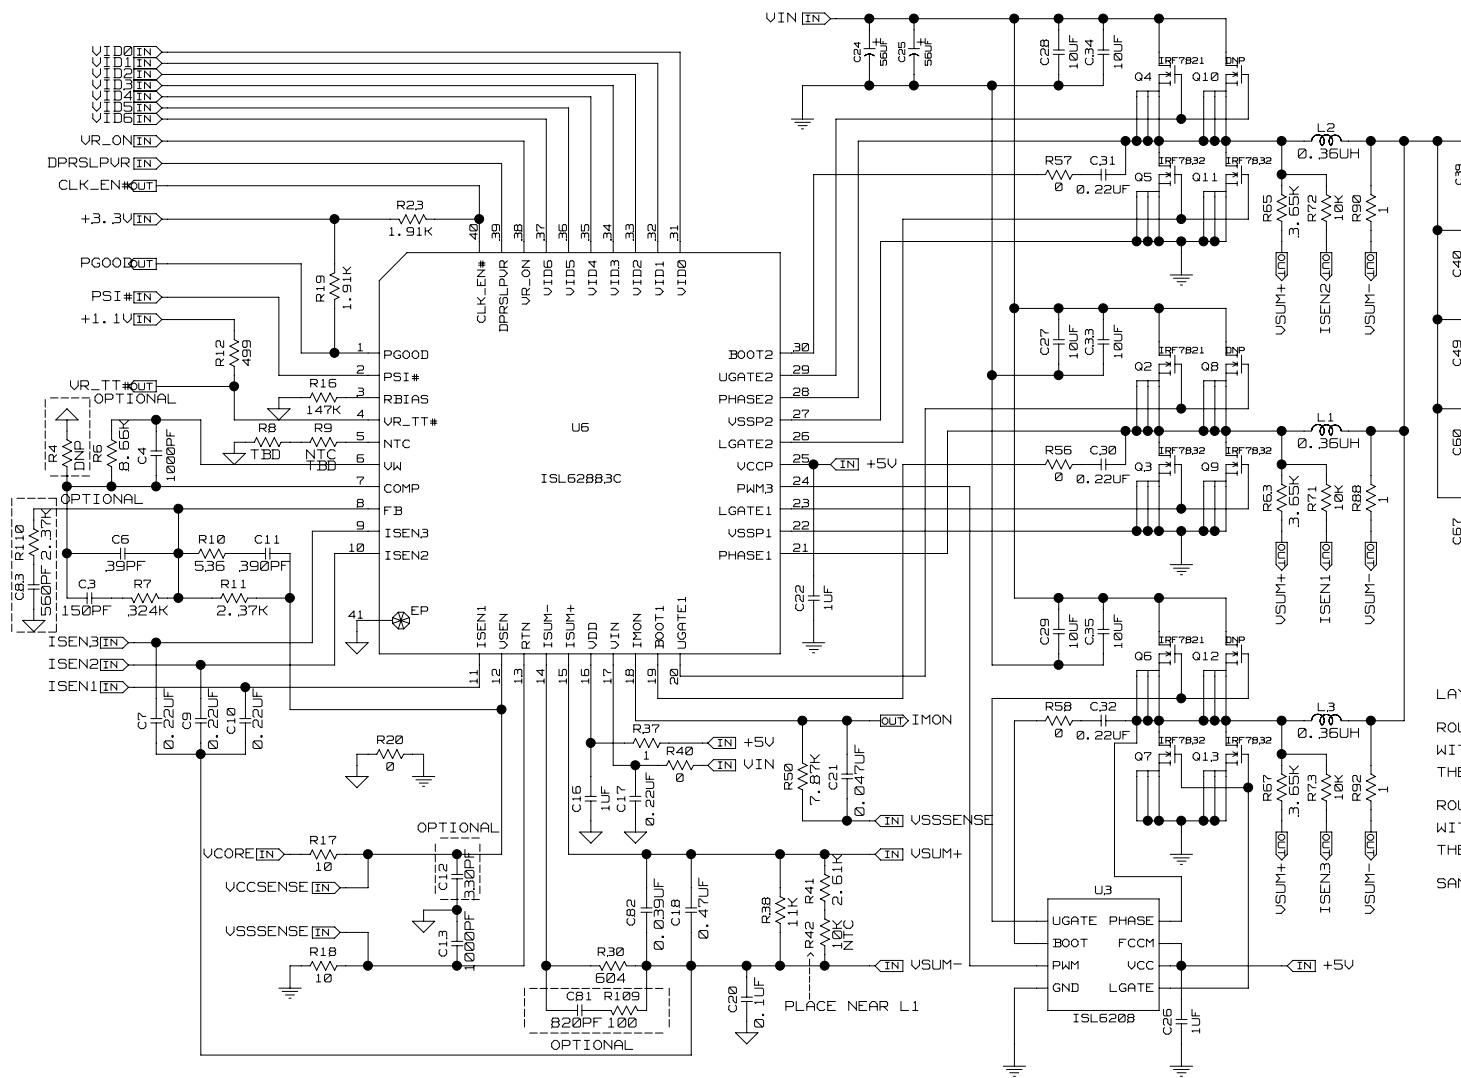 VIN IN
C24 56UF
C25 56UF
C28 10UF
C34 10UF
IRF7821 DNP
Q4 Q10
VID0 IN
VID1 IN
VID2 IN
VID3 IN
VID4 IN
VID5 IN
VID6 IN
VR_ON IN
DPRSLPVR IN
CLK_EN# OUT
+3.3V IN
PGOOD OUT
PSI# IN
+1.1V IN
VR_TT# OUT
R23
1.91K
R19
1.91K
R12
499
R16
147K
R8
TBD
R9
NTC
TBD
OPTIONAL
R4
DNP
R6
8.66K
C4
1000PF
OPTIONAL
R110
2.37K
C83
560PF
C6
39PF
R10
536
C11
390PF
C3
150PF
R7
324K
R11
2.37K
40 39 38 37 36 35 34 33 32 31
CLK_EN# DPRSLPVR VR_ON VID6 VID5 VID4 VID3 VID2 VID1 VID0
1 PGOOD
2 PSI#
3 RBIAS
4 VR_TT#
5 NTC
6 VW
7 COMP
8 FB
9 ISEN3
10 ISEN2
41 EP
U6
ISL62883C
BOOT2 30
UGATE2 29
PHASE2 28
VSSP2 27
LGATE2 26
VCCP 25
PWM3 24
LGATE1 23
VSSP1 22
PHASE1 21
ISEN1 VSEN RTN ISUM- ISUM+ VDD VIN IMON BOOT1 UGATE1
11 12 13 14 15 16 17 18 19 20
IN +5V
C22
1UF
R57
0
C31
0.22UF
IRF7832 IRF7832
Q5 Q11
L2
0.36UH
R65
3.65K
R72
10K
R90
1
OUT OUT OUT
VSUM+ ISEN2 VSUM-
C39
C40
C49
C60
C67
C27
10UF
C33
10UF
IRF7821 DNP
Q2 Q8
R56
0
C30
0.22UF
IRF7832 IRF7832
Q3 Q9
L1
0.36UH
R63
3.65K
R71
10K
R88
1
OUT OUT OUT
VSUM+ ISEN1 VSUM-
C29
10UF
C35
10UF
IRF7821 DNP
Q6 Q12
R58
0
C32
0.22UF
IRF7832 IRF7832
Q7 Q13
L3
0.36UH
R67
3.65K
R73
10K
R92
1
OUT OUT OUT
VSUM+ ISEN3 VSUM-
ISEN3 IN
ISEN2 IN
ISEN1 IN
C7
0.22UF
C9
0.22UF
C10
0.22UF
R20
0
OUT IMON
R37
1
IN +5V
R40
0
IN VIN
C16
1UF
C17
0.22UF
R50
7.87K
C21
0.047UF
IN VSSSENSE
VCORE IN
R17
10
VCCSENSE IN
VSSSENSE IN
R18
10
OPTIONAL
C12
330PF
C13
1000PF
IN VSUM+
C82
0.039UF
C18
0.47UF
R38
11K
R41
2.61K
R42
10K
NTC
R30
604
IN VSUM-
C81
820PF
R109
100
OPTIONAL
C20
0.1UF
PLACE NEAR L1
U3
UGATE PHASE
BOOT FCCM
PWM VCC
GND LGATE
ISL6208
IN +5V
C26
1UF